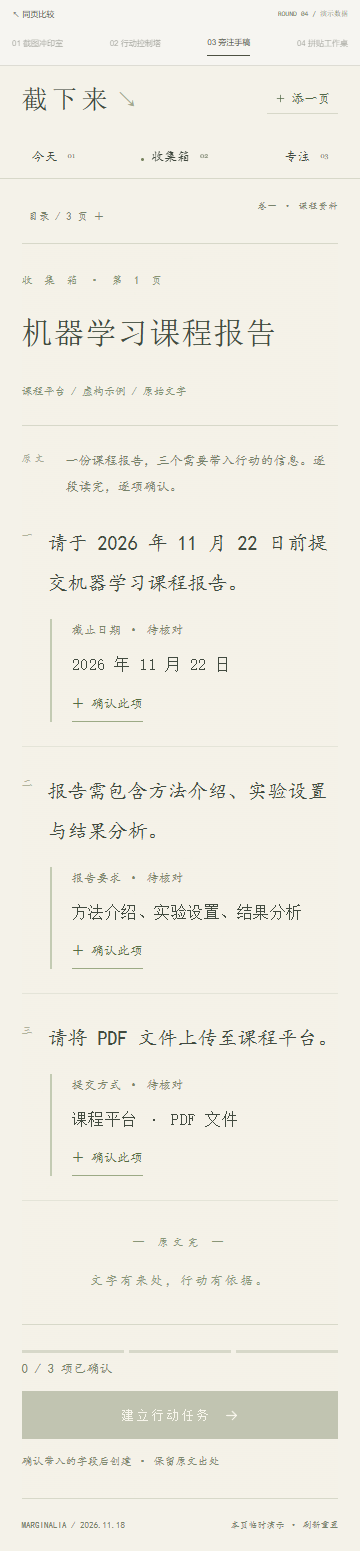 ↖ 同页比较
ROUND 04 / 演示数据
01 截图冲印室 02 行动控制塔 03 旁注手稿 04 拼贴工作桌
截下来 ↘
＋ 添一页
今天 01 · 收集箱 02 专注 03
目录 / 3 页 ＋
卷一 · 课程资料
收集箱 · 第 1 页
机器学习课程报告
课程平台 / 虚构示例 / 原始文字
原文 一份课程报告，三个需要带入行动的信息。逐
段读完，逐项确认。
一 请于 2026 年 11 月 22 日前提
交机器学习课程报告。
截止日期 · 待核对
2026 年 11 月 22 日
＋ 确认此项
二 报告需包含方法介绍、实验设置
与结果分析。
报告要求 · 待核对
方法介绍、实验设置、结果分析
＋ 确认此项
三 请将 PDF 文件上传至课程平台。
提交方式 · 待核对
课程平台 · PDF 文件
＋ 确认此项
— 原文完 —
文字有来处，行动有依据。
0 / 3 项已确认
建立行动任务 →
确认带入的字段后创建 · 保留原文出处
MARGINALIA / 2026.11.18
本页临时演示 · 刷新重置